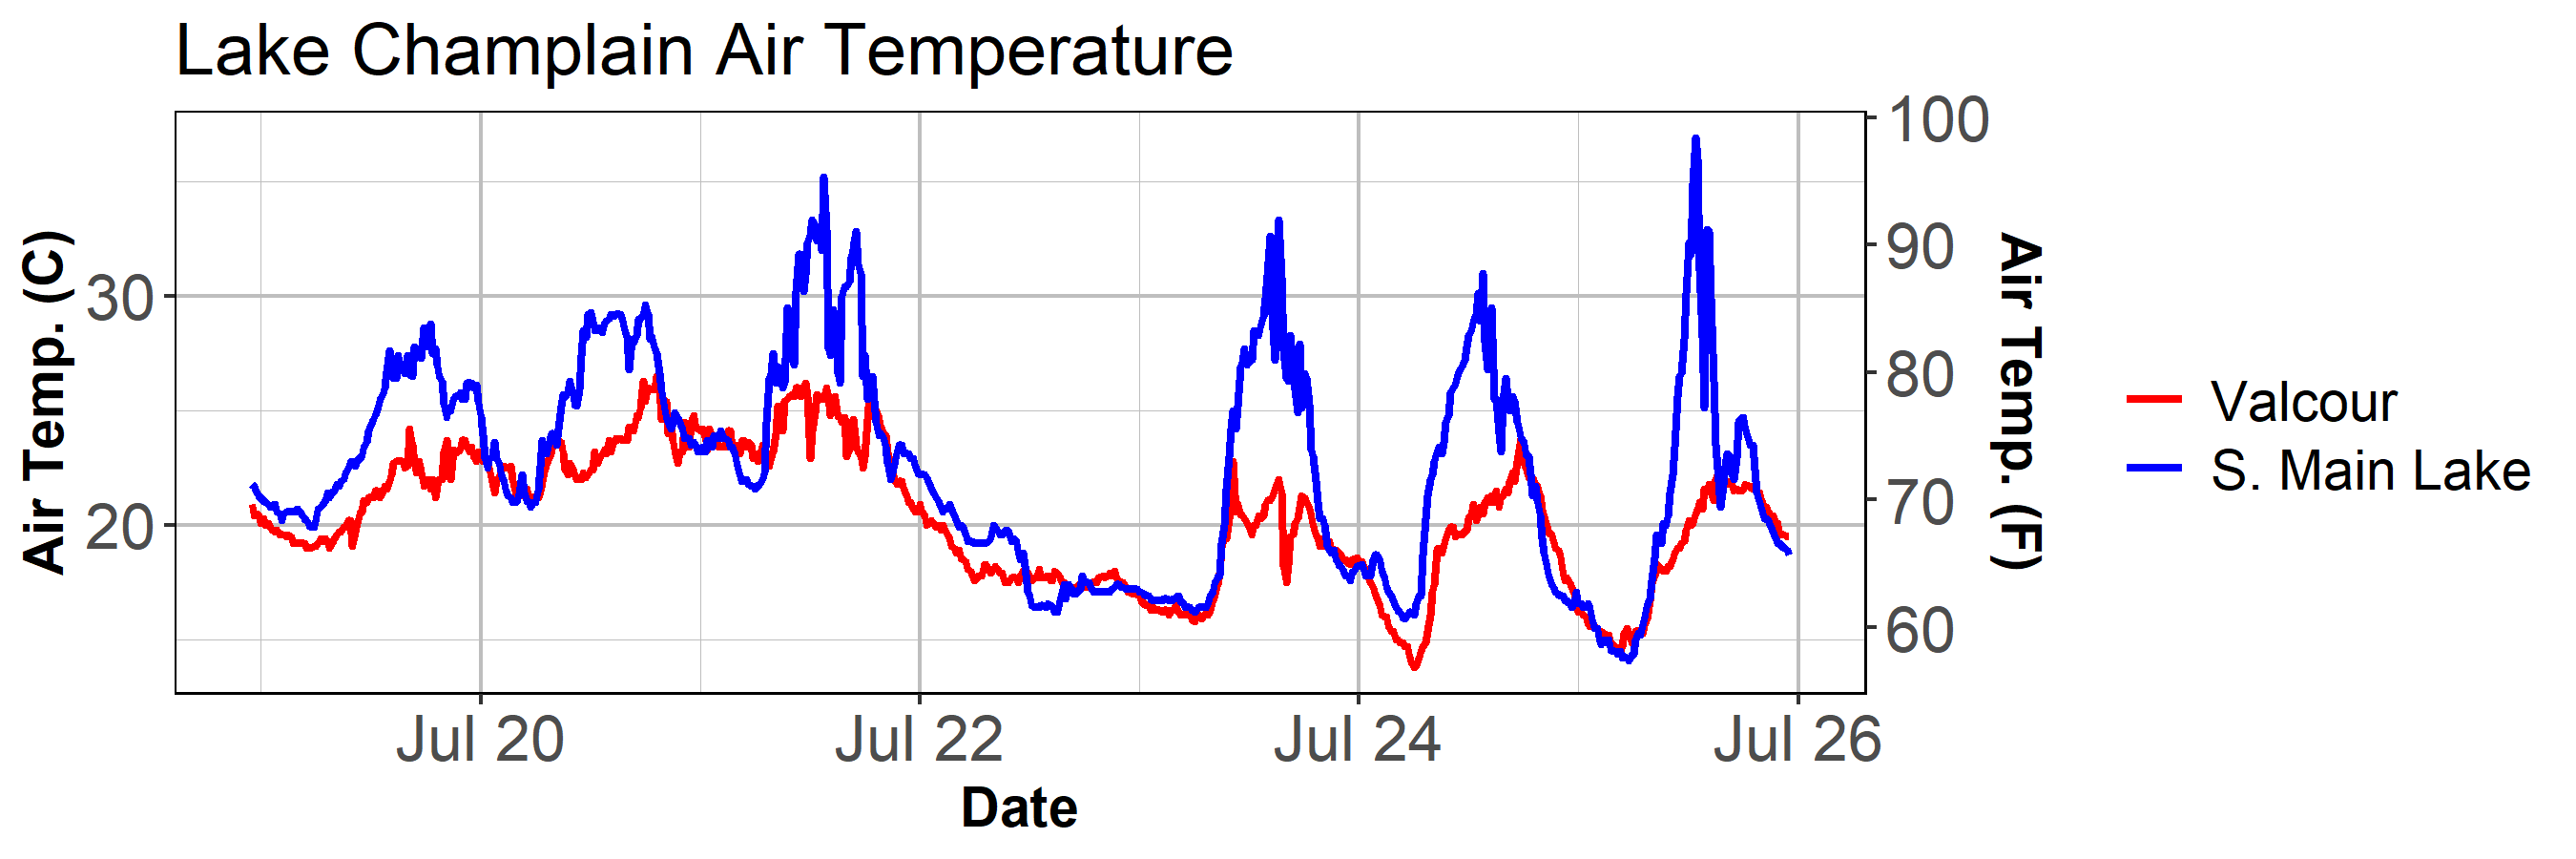 Lake Champlain Air Temperature
Air Temp. (C)
30
20
100
90
80
70
60
Air Temp. (F)
Valcour
S. Main Lake
Jul 20
Jul 22
Jul 24
Jul 26
Date